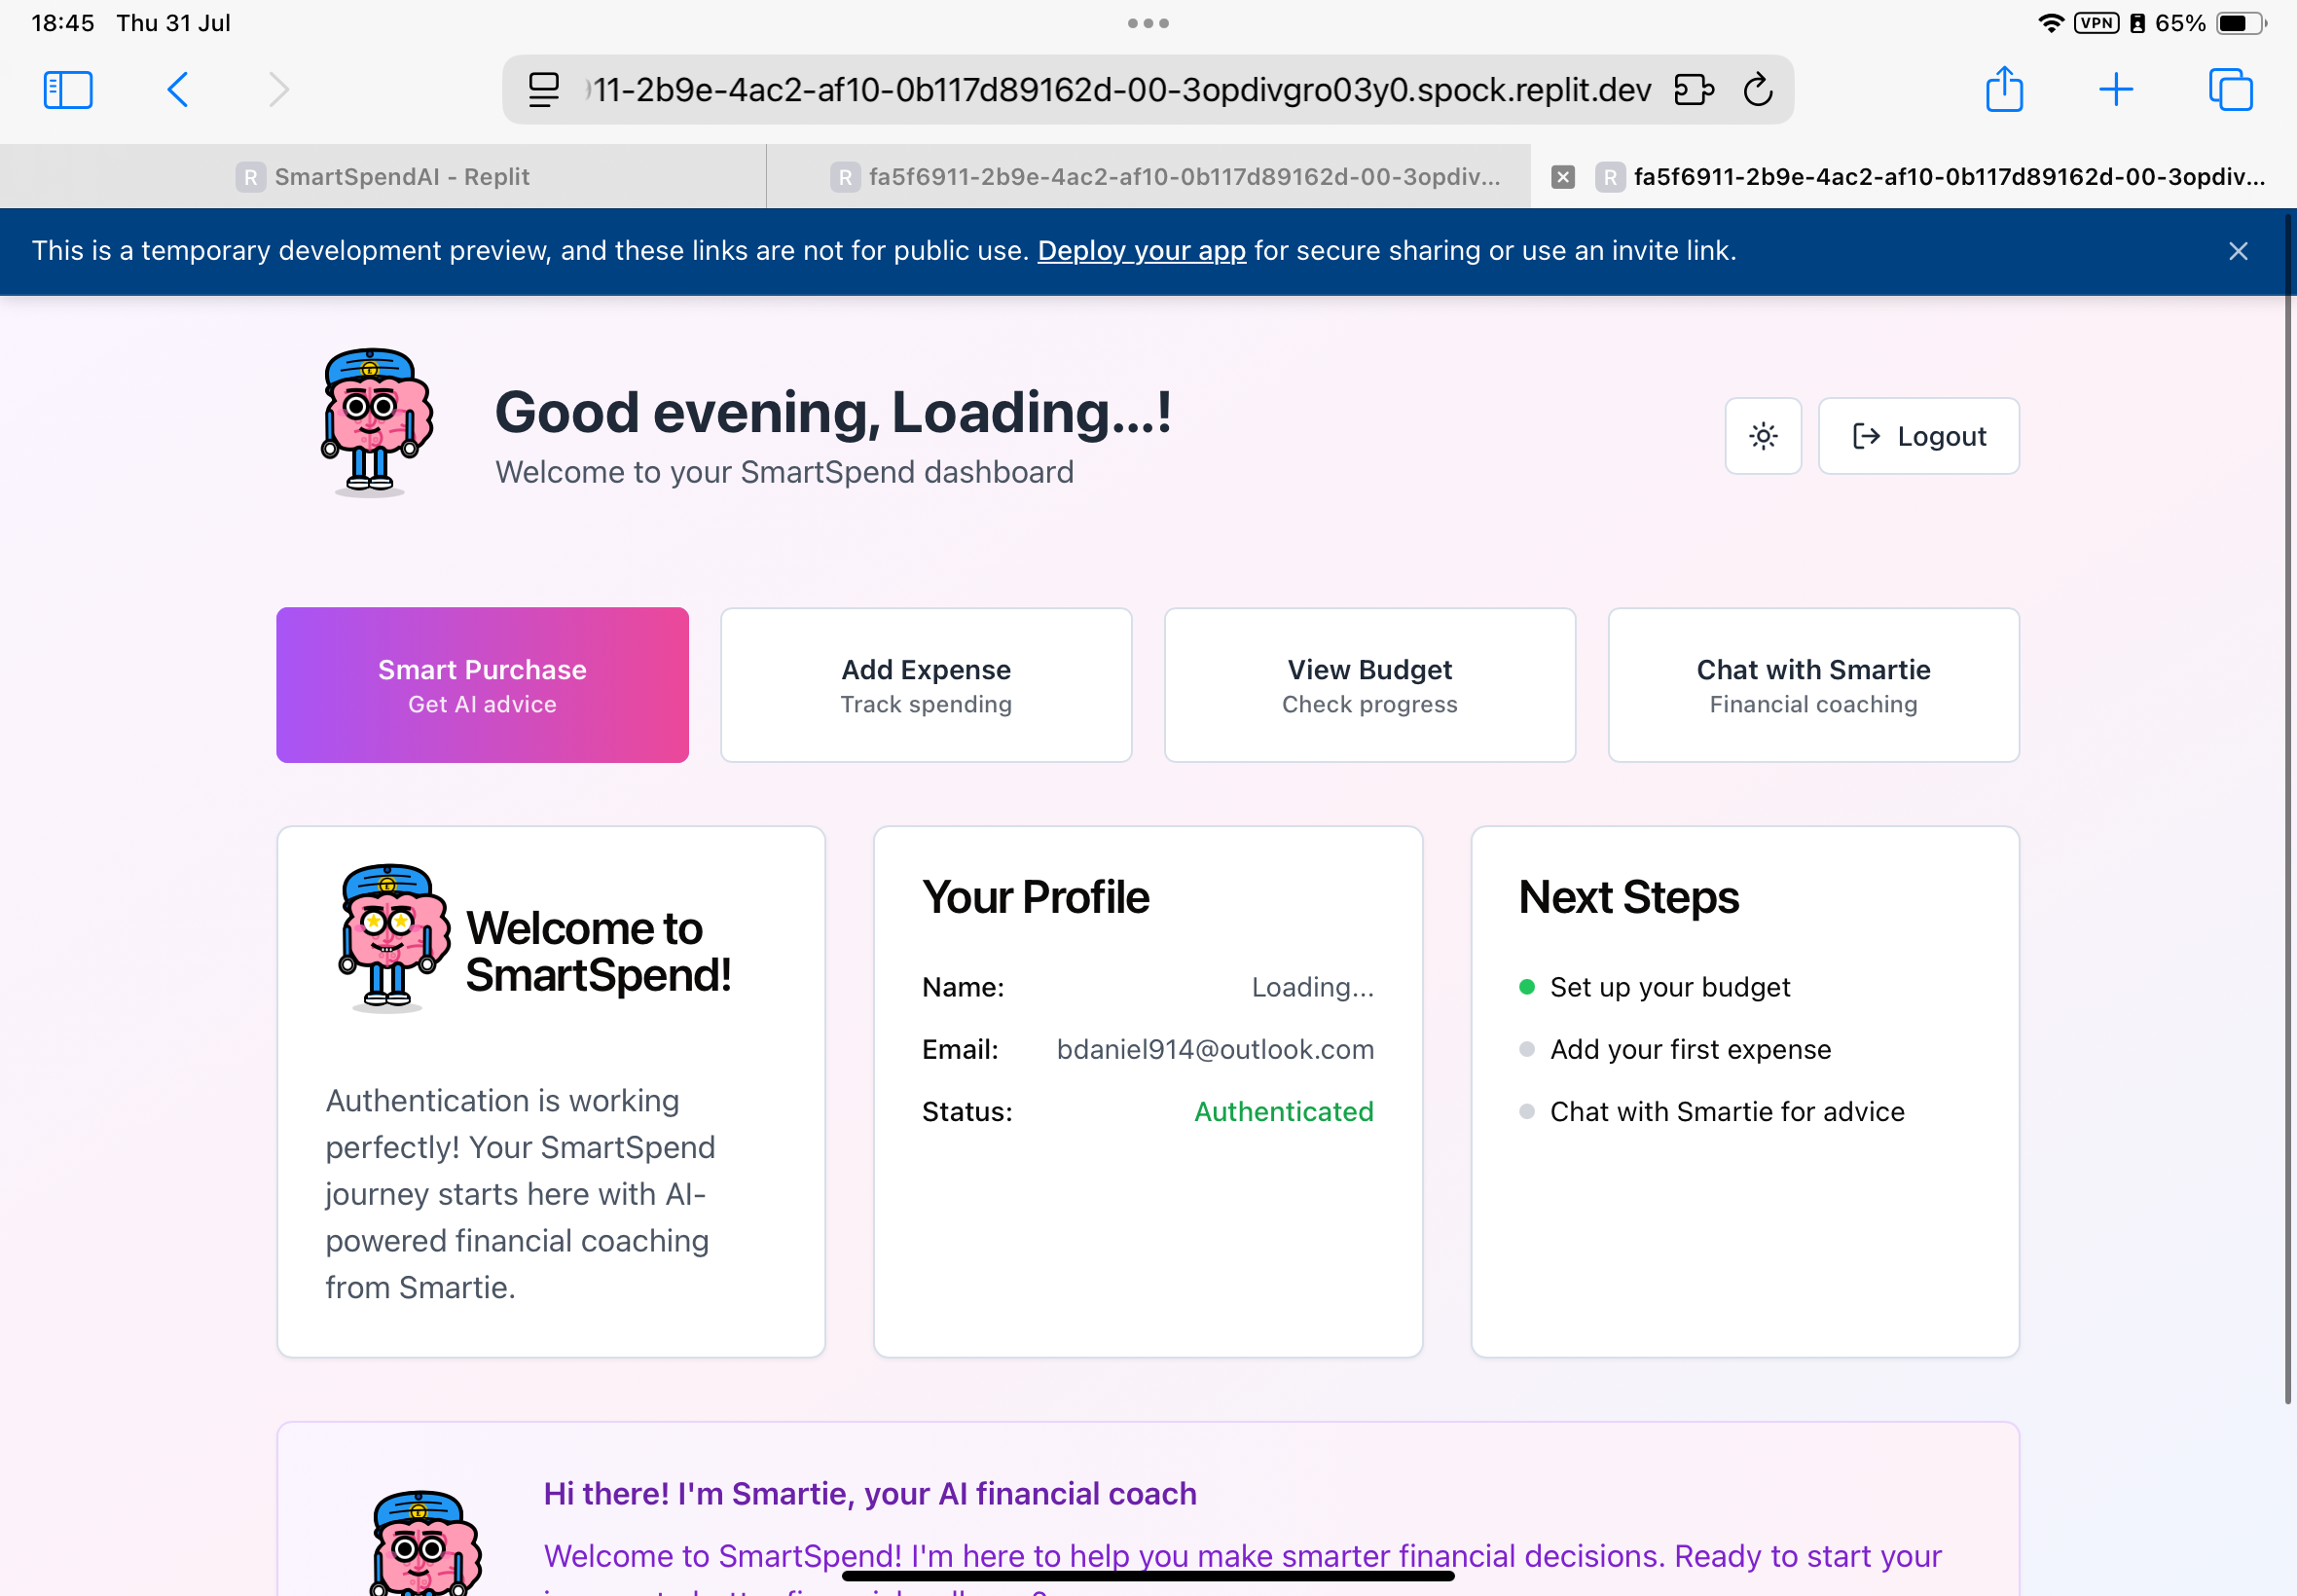 18:45 Thu 31 Jul
VPN 65%
11-2b9e-4ac2-af10-0b117d89162d-00-3opdivgro03y0.spock.replit.dev
R SmartSpendAI - Replit
R fa5f6911-2b9e-4ac2-af10-0b117d89162d-00-3opdiv...
R fa5f6911-2b9e-4ac2-af10-0b117d89162d-00-3opdiv...
This is a temporary development preview, and these links are not for public use. Deploy your app for secure sharing or use an invite link.
Good evening, Loading...!
Welcome to your SmartSpend dashboard
Logout
Smart Purchase
Get AI advice
Add Expense
Track spending
View Budget
Check progress
Chat with Smartie
Financial coaching
Welcome to
SmartSpend!
Authentication is working
perfectly! Your SmartSpend
journey starts here with AI-
powered financial coaching
from Smartie.
Your Profile
Name: Loading...
Email: bdaniel914@outlook.com
Status: Authenticated
Next Steps
Set up your budget
Add your first expense
Chat with Smartie for advice
Hi there! I'm Smartie, your AI financial coach
Welcome to SmartSpend! I'm here to help you make smarter financial decisions. Ready to start your